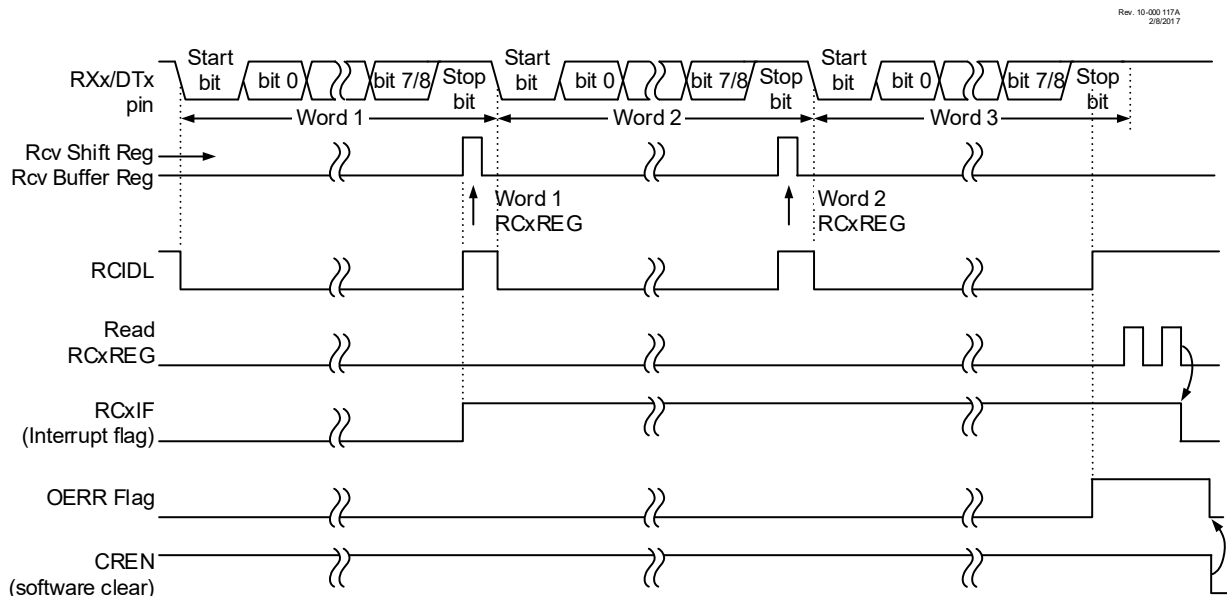 Rev. 10-000 117A
2/8/2017
Start bit
bit 0
bit 7/8
Stop bit
Start bit
bit 0
bit 7/8
Stop bit
Start bit
bit 0
bit 7/8
Stop bit
RXx/DTx
pin
Word 1
Word 2
Word 3
Rcv Shift Reg
Rcv Buffer Reg
Word 1
RCxREG
Word 2
RCxREG
RCIDL
Read
RCxREG
RCxIF
(Interrupt flag)
OERR Flag
CREN
(software clear)